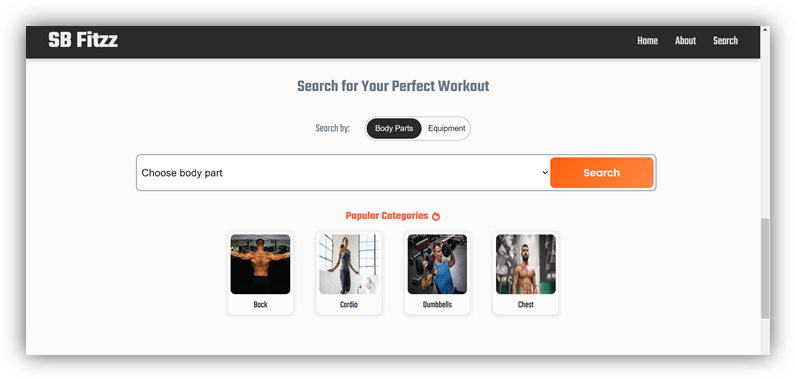 SB Fitzz
Home About Search
Search for Your Perfect Workout
Search by: Body Parts Equipment
Choose body part Search
Popular Categories
Back Cardio Dumbbells Chest